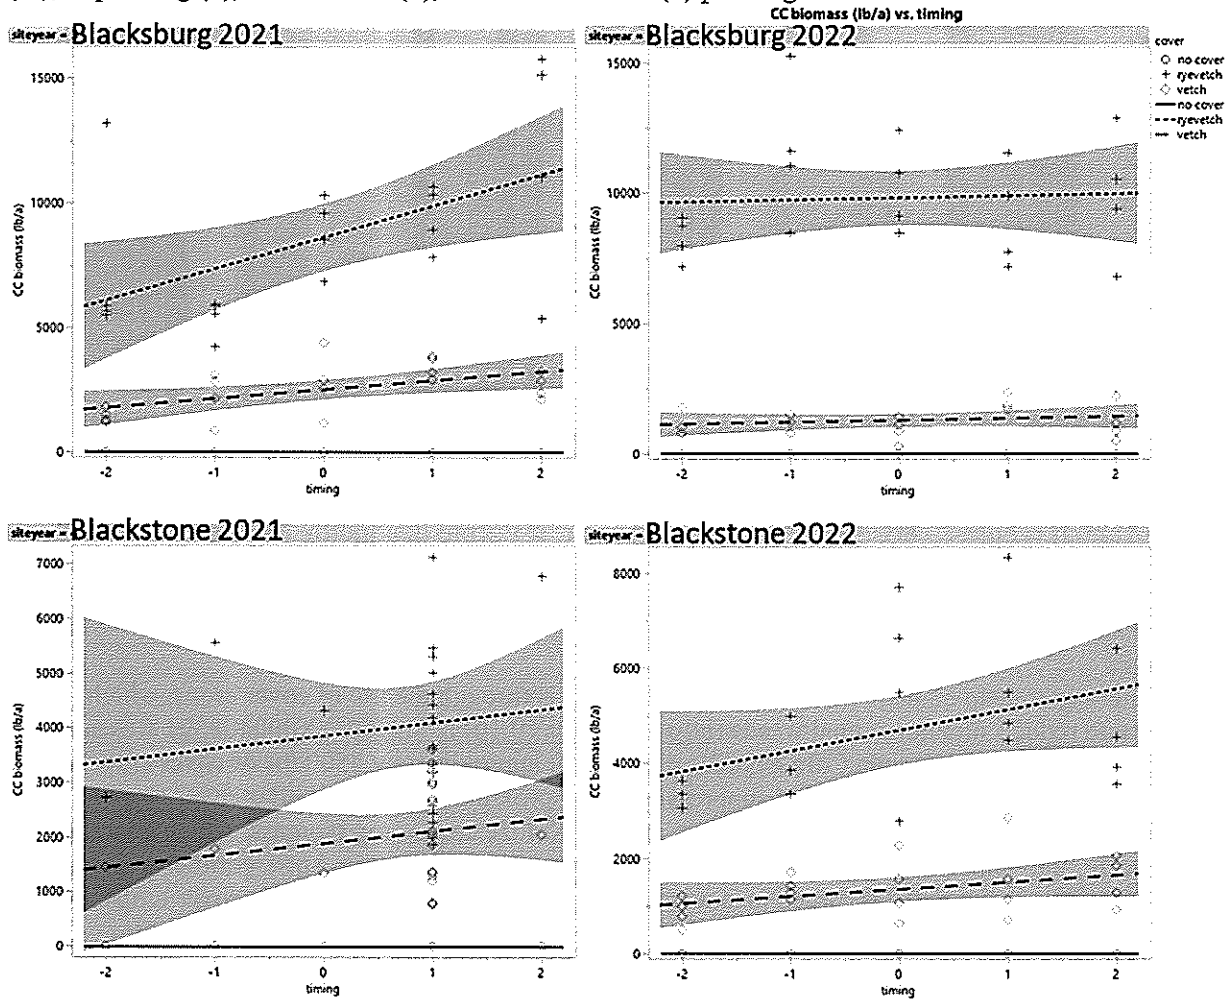 CC biomass (lb/a) vs. timing
siteyear = Blacksburg 2021
siteyear = Blacksburg 2022
cover
no cover
ryevetch
vetch
no cover
ryevetch
vetch
CC biomass (lb/a)
15000
10000
5000
0
-2 -1 0 1 2
timing
CC biomass (lb/a)
15000
10000
5000
0
-2 -1 0 1 2
timing
siteyear = Blackstone 2021
siteyear = Blackstone 2022
CC biomass (lb/a)
7000
6000
5000
4000
3000
2000
1000
0
-2 -1 0 1 2
timing
CC biomass (lb/a)
8000
6000
4000
2000
0
-2 -1 0 1 2
timing